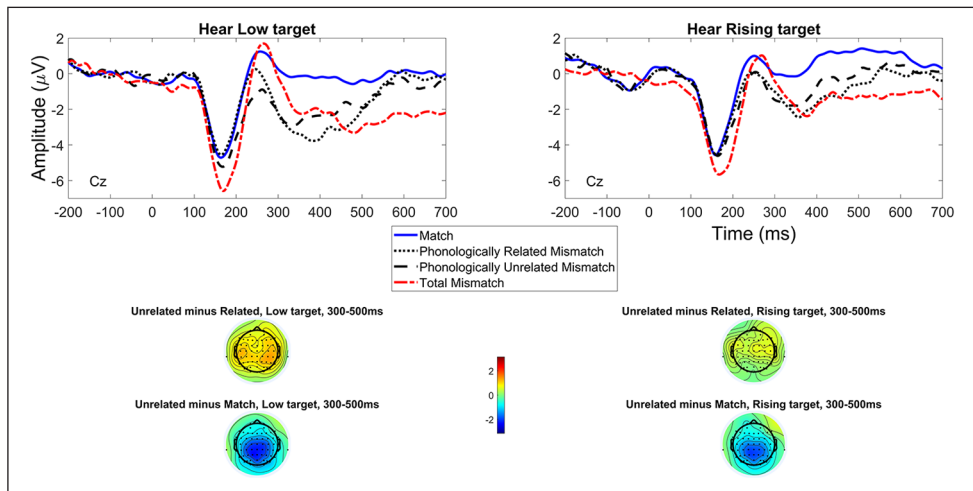 Hear Low target
Hear Rising target
Amplitude (μV)
2
0
-2
-4
-6
Cz
-200 -100 0 100 200 300 400 500 600 700
2
0
-2
-4
-6
Cz
-200 -100 0 100 200 300 400 500 600 700
Time (ms)
Match
Phonologically Related Mismatch
Phonologically Unrelated Mismatch
Total Mismatch
Unrelated minus Related, Low target, 300-500ms
Unrelated minus Related, Rising target, 300-500ms
2
0
-2
Unrelated minus Match, Low target, 300-500ms
Unrelated minus Match, Rising target, 300-500ms